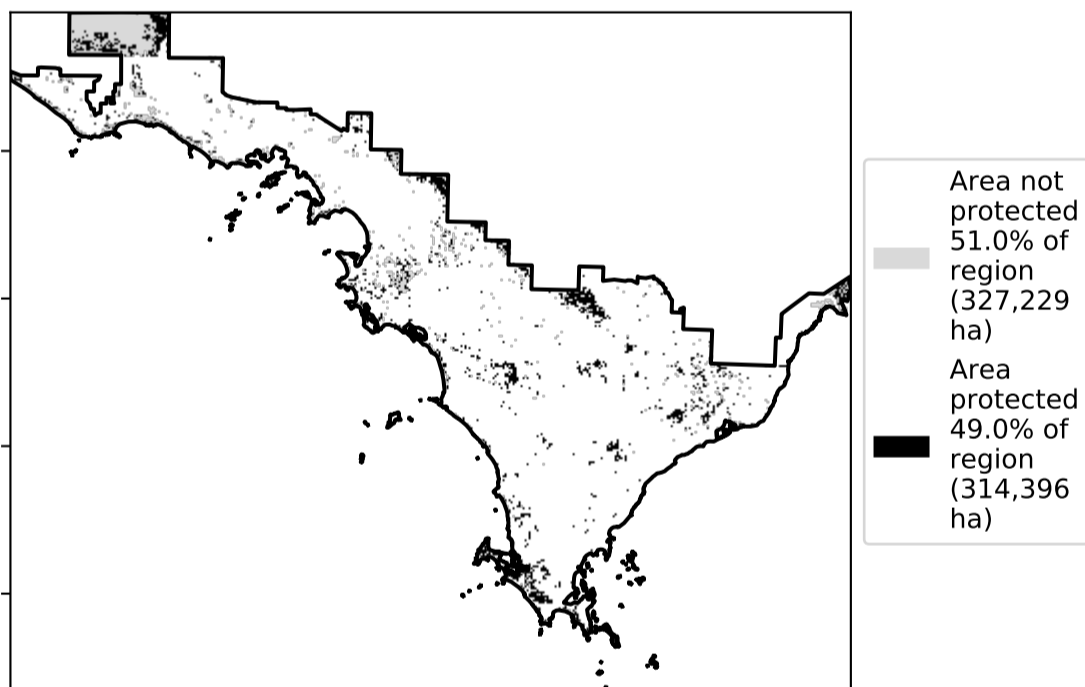 Area not
protected
51.0% of
region
(327,229
ha)
Area
protected
49.0% of
region
(314,396
ha)